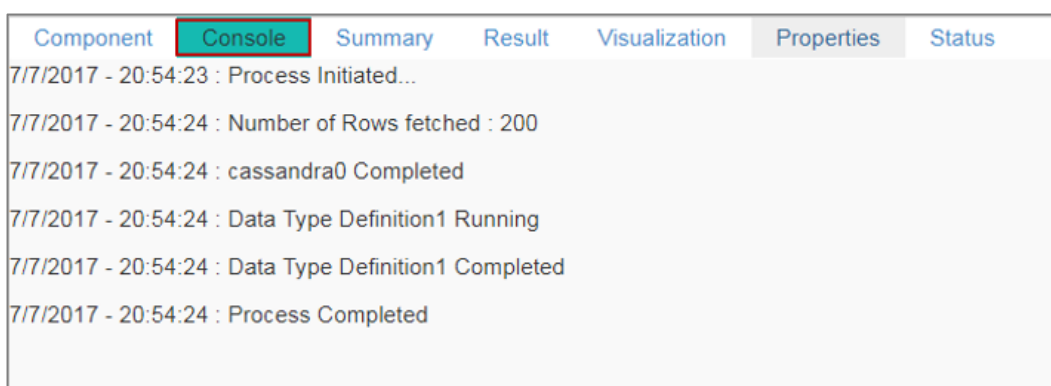 Component Console Summary Result Visualization Properties Status
7/7/2017 - 20:54:23 : Process Initiated...
7/7/2017 - 20:54:24 : Number of Rows fetched : 200
7/7/2017 - 20:54:24 : cassandra0 Completed
7/7/2017 - 20:54:24 : Data Type Definition1 Running
7/7/2017 - 20:54:24 : Data Type Definition1 Completed
7/7/2017 - 20:54:24 : Process Completed